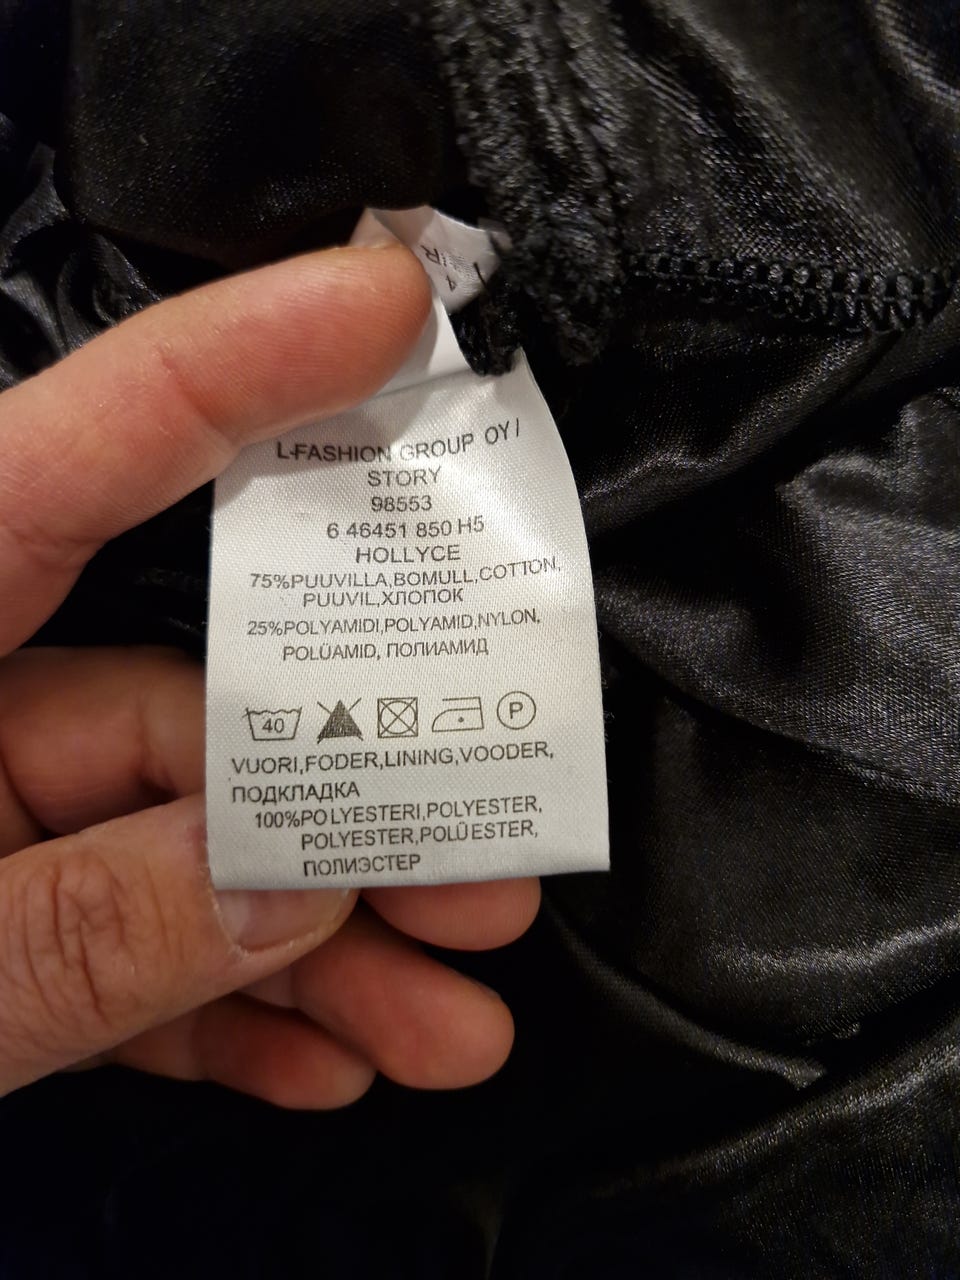 L-FASHION GROUP OY /
STORY
98553
6 46451 850 H5
HOLLYCE
75%PUUVILLA,BOMULL,COTTON,
PUUVIL,ХЛОПОК
25%POLYAMIDI,POLYAMID,NYLON,
POLÜAMID, ПОЛИАМИД
40
P
VUORI,FODER,LINING,VOODER,
ПОДКЛАДКА
100%POLYESTERI,POLYESTER,
POLYESTER,POLÜESTER,
ПОЛИЭСТЕР